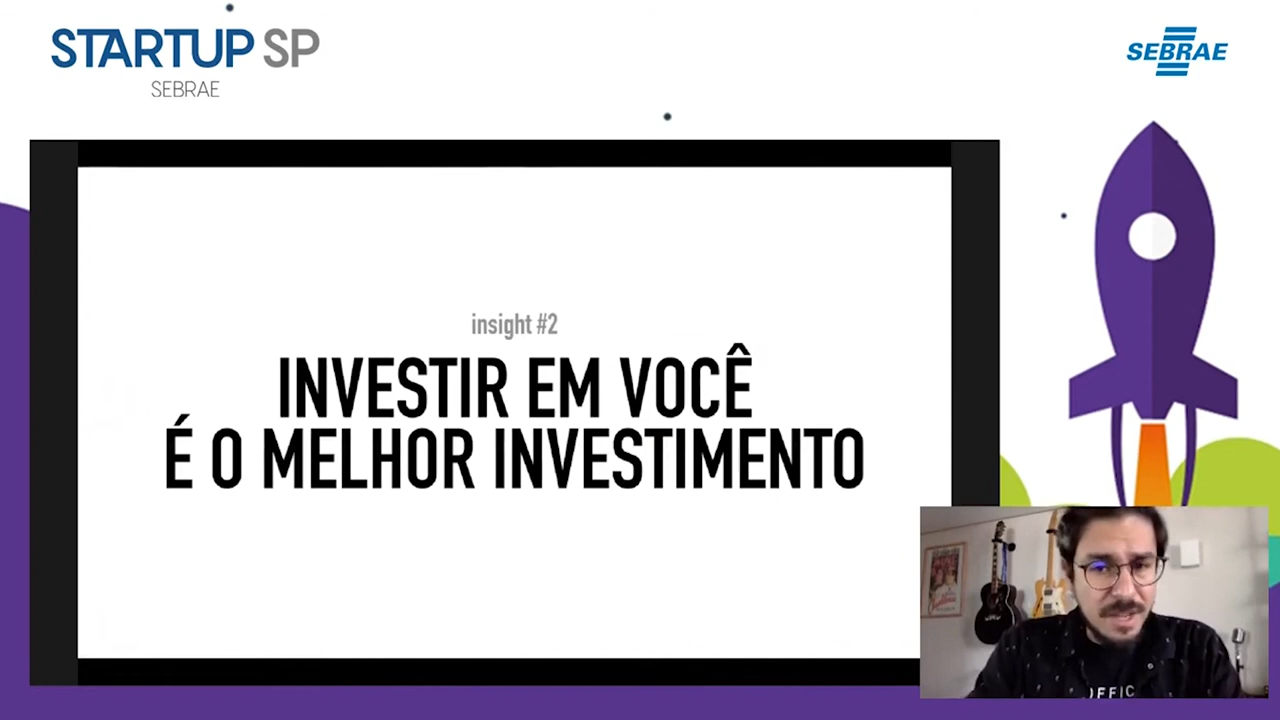 STARTUP SP
SEBRAE
SEBRAE
insight #2
INVESTIR EM VOCÊ
É O MELHOR INVESTIMENTO